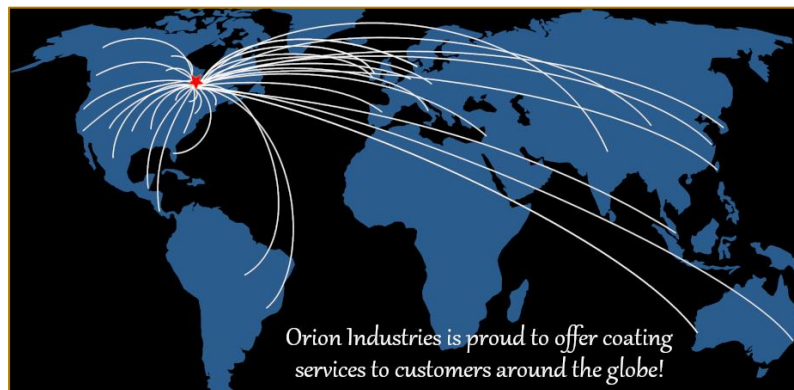 Orion Industries is proud to offer coating
services to customers around the globe!